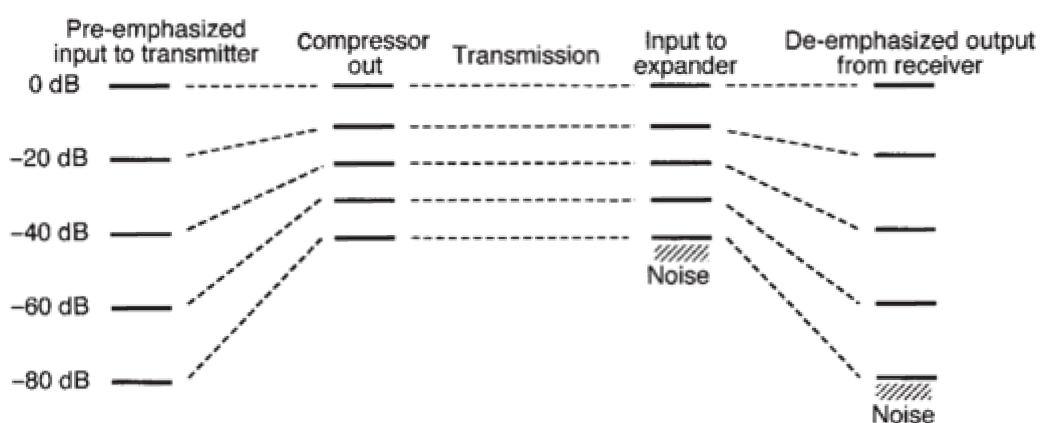 Pre-emphasized
input to transmitter
Compressor
out
Transmission
Input to
expander
De-emphasized output
from receiver
0 dB
–20 dB
–40 dB
–60 dB
–80 dB
Noise
Noise